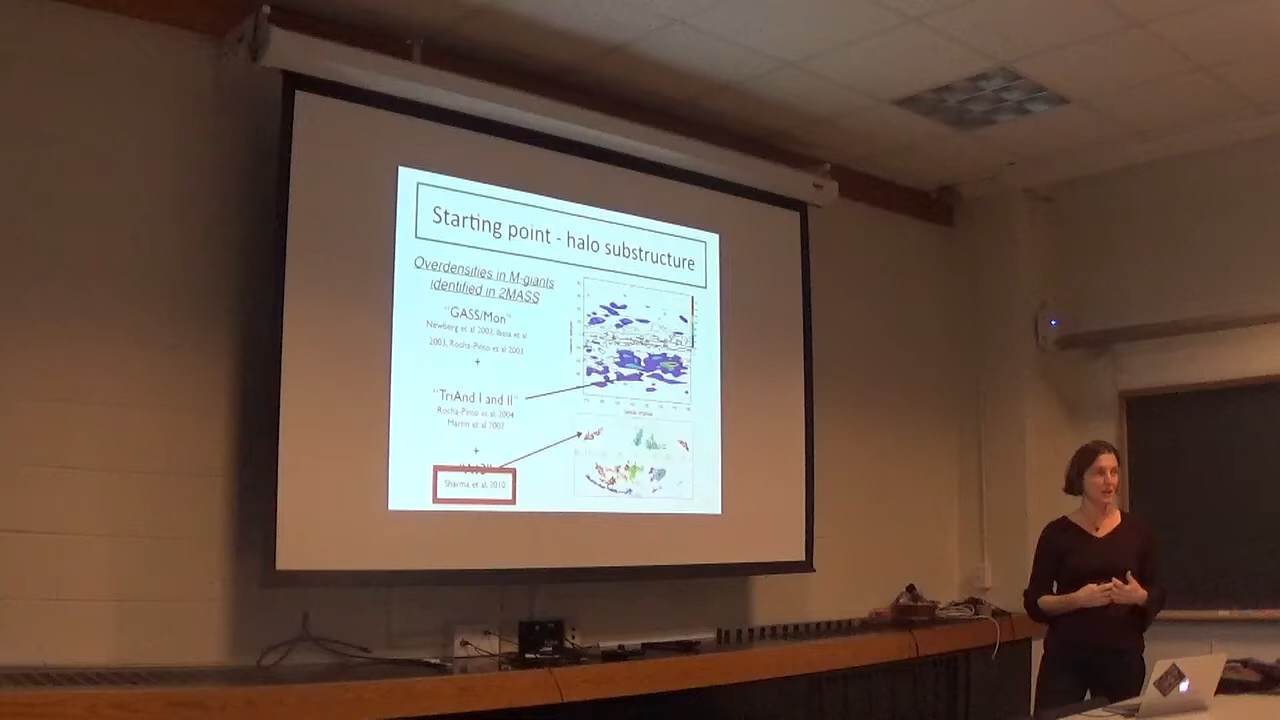 Starting point - halo substructure
Overdensities in M-giants
identified in 2MASS
"GASS/Mon"
Newberg et al 2002, Ibata et al
2003, Rocha-Pinto et al 2003
+
"TriAnd I and II"
Rocha-Pinto et al. 2004
Martin et al 2007
+
Sharma et al. 2010